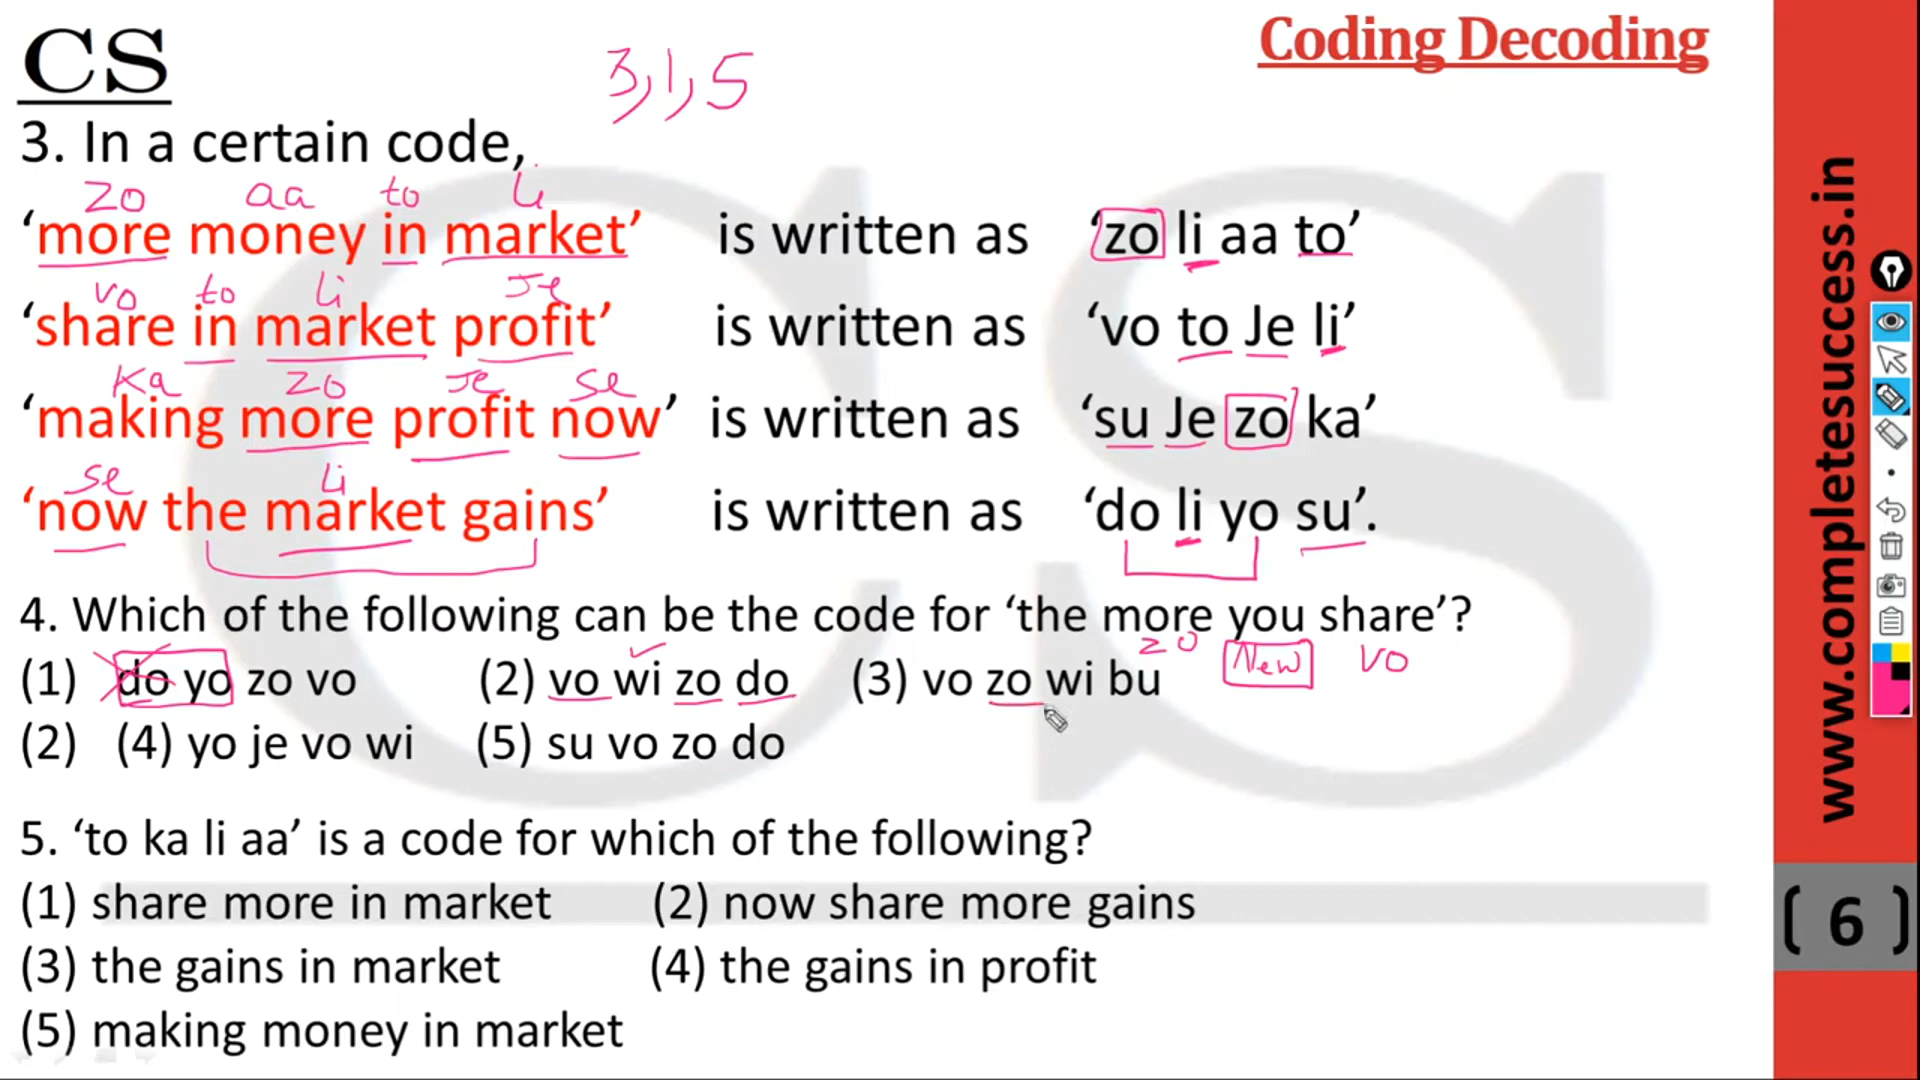 CS
Coding Decoding
3,1,5
3. In a certain code,
zo aa to li
‘more money in market’ is written as ‘zo li aa to’
vo to li Je
‘share in market profit’ is written as ‘vo to Je li’
Ka zo Je se
‘making more profit now’ is written as ‘su Je zo ka’
se li
‘now the market gains’ is written as ‘do li yo su’.
4. Which of the following can be the code for ‘the more you share’?
zo New vo
(1) do yo zo vo (2) vo wi zo do (3) vo zo wi bu
(2) (4) yo je vo wi (5) su vo zo do
5. ‘to ka li aa’ is a code for which of the following?
(1) share more in market (2) now share more gains
(3) the gains in market (4) the gains in profit
(5) making money in market
www.completesuccess.in
( 6 )